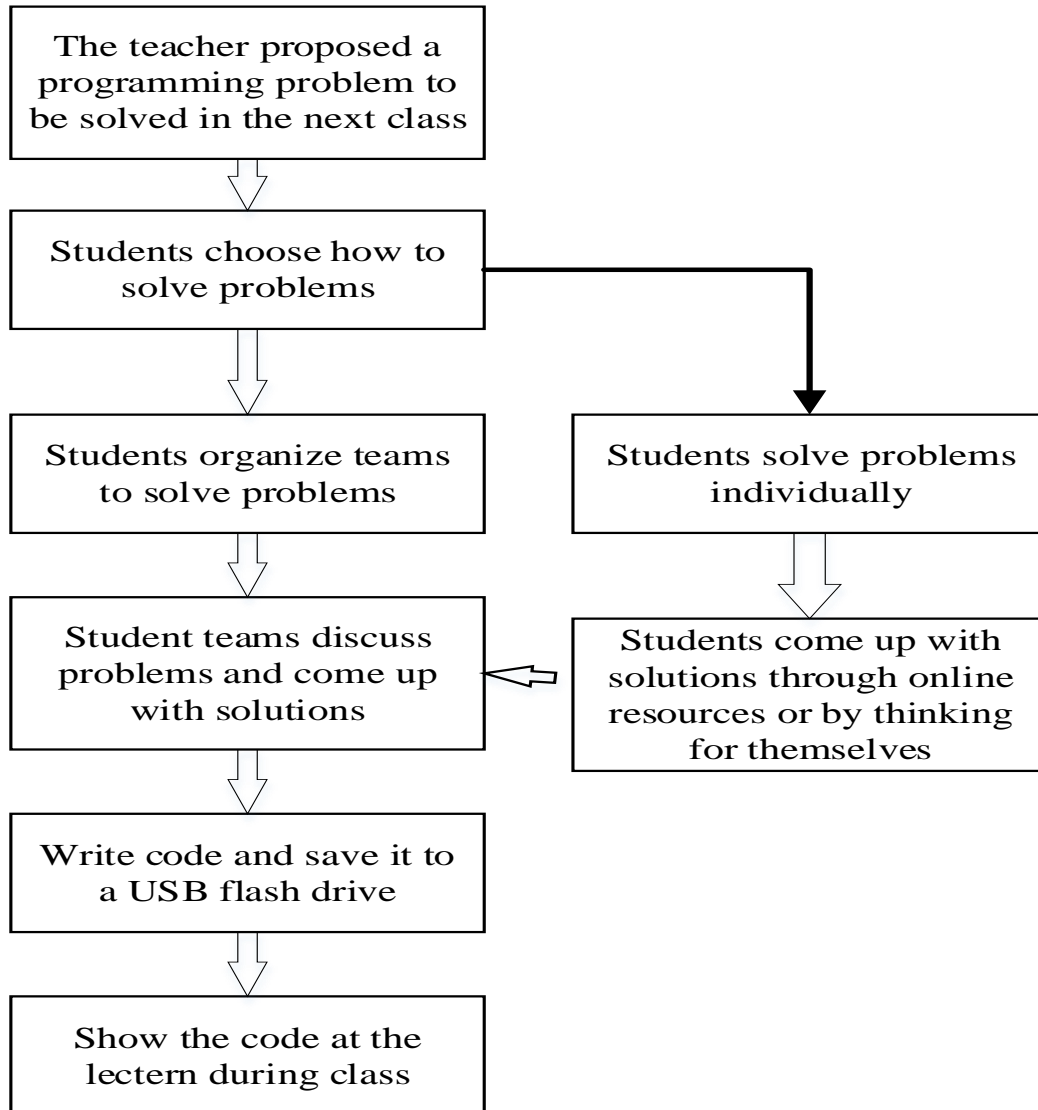 The teacher proposed a
programming problem to
be solved in the next class
Students choose how to
solve problems
Students organize teams
to solve problems
Students solve problems
individually
Student teams discuss
problems and come up
with solutions
Students come up with
solutions through online
resources or by thinking
for themselves
Write code and save it to
a USB flash drive
Show the code at the
lectern during class